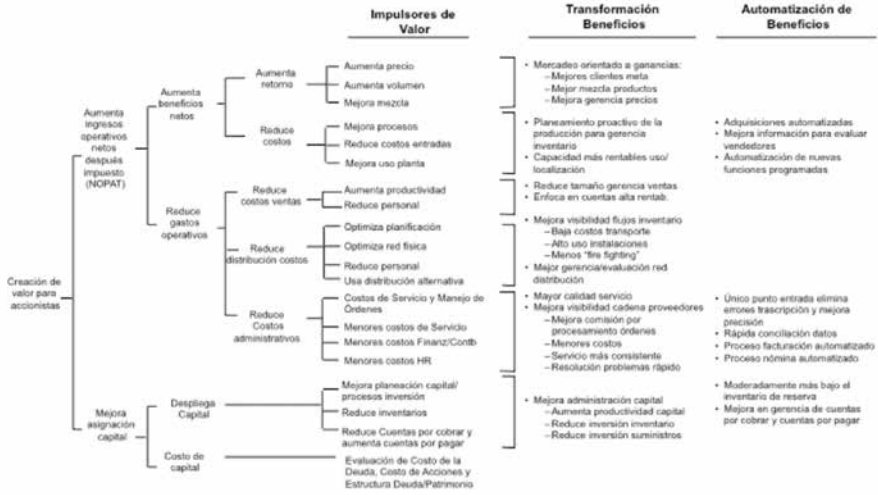 Impulsores de
Valor
Transformación
Beneficios
Automatización de
Beneficios
Creación de
valor para
accionistas
Aumenta
ingresos
operativos
netos
después
impuesto
(NOPAT)
Aumenta
beneficios
netos
Aumenta
retorno
Aumenta precio
Aumenta volumen
Mejora mezcla
Reduce
costos
Mejora procesos
Reduce costos entradas
Mejora uso planta
Reduce
gastos
operativos
Reduce
costos ventas
Aumenta productividad
Reduce personal
Reduce
distribución costos
Optimiza planificación
Optimiza red física
Reduce personal
Usa distribución alternativa
Reduce
Costos
administrativos
Costos de Servicio y Manejo de
Órdenes
Menores costos de Servicio
Menores costos Finanz/Contb
Menores costos HR
Mejora
asignación
capital
Despliega
Capital
Mejora planeación capital/
procesos inversión
Reduce inventarios
Reduce Cuentas por cobrar y
aumenta cuentas por pagar
Costo de
capital
Evaluación de Costo de la
Deuda, Costo de Acciones y
Estructura Deuda/Patrimonio
• Mercadeo orientado a ganancias:
–Mejores clientes meta
–Mejor mezcla productos
–Mejora gerencia precios
• Planeamiento proactivo de la
producción para gerencia
inventario
• Capacidad más rentables uso/
localización
• Reduce tamaño gerencia ventas
• Enfoca en cuentas alta rentab.
• Mejora visibilidad flujos inventario
–Baja costos transporte
–Alto uso instalaciones
–Menos "fire fighting"
• Mejor gerencia/evaluación red
distribución
• Mayor calidad servicio
• Mejora visibilidad cadena proveedores
–Mejora comisión por
procesamiento órdenes
–Menores costos
–Servicio más consistente
–Resolución problemas rápido
• Mejora administración capital
–Aumenta productividad capital
–Reduce inversión inventario
–Reduce inversión suministros
• Adquisiciones automatizadas
• Mejora información para evaluar
vendedores
• Automatización de nuevas
funciones programadas
• Único punto entrada elimina
errores trascripción y mejora
precisión
• Rápida conciliación datos
• Proceso facturación automatizado
• Proceso nómina automatizado
• Moderadamente más bajo el
inventario de reserva
• Mejora en gerencia de cuentas
por cobrar y cuentas por pagar